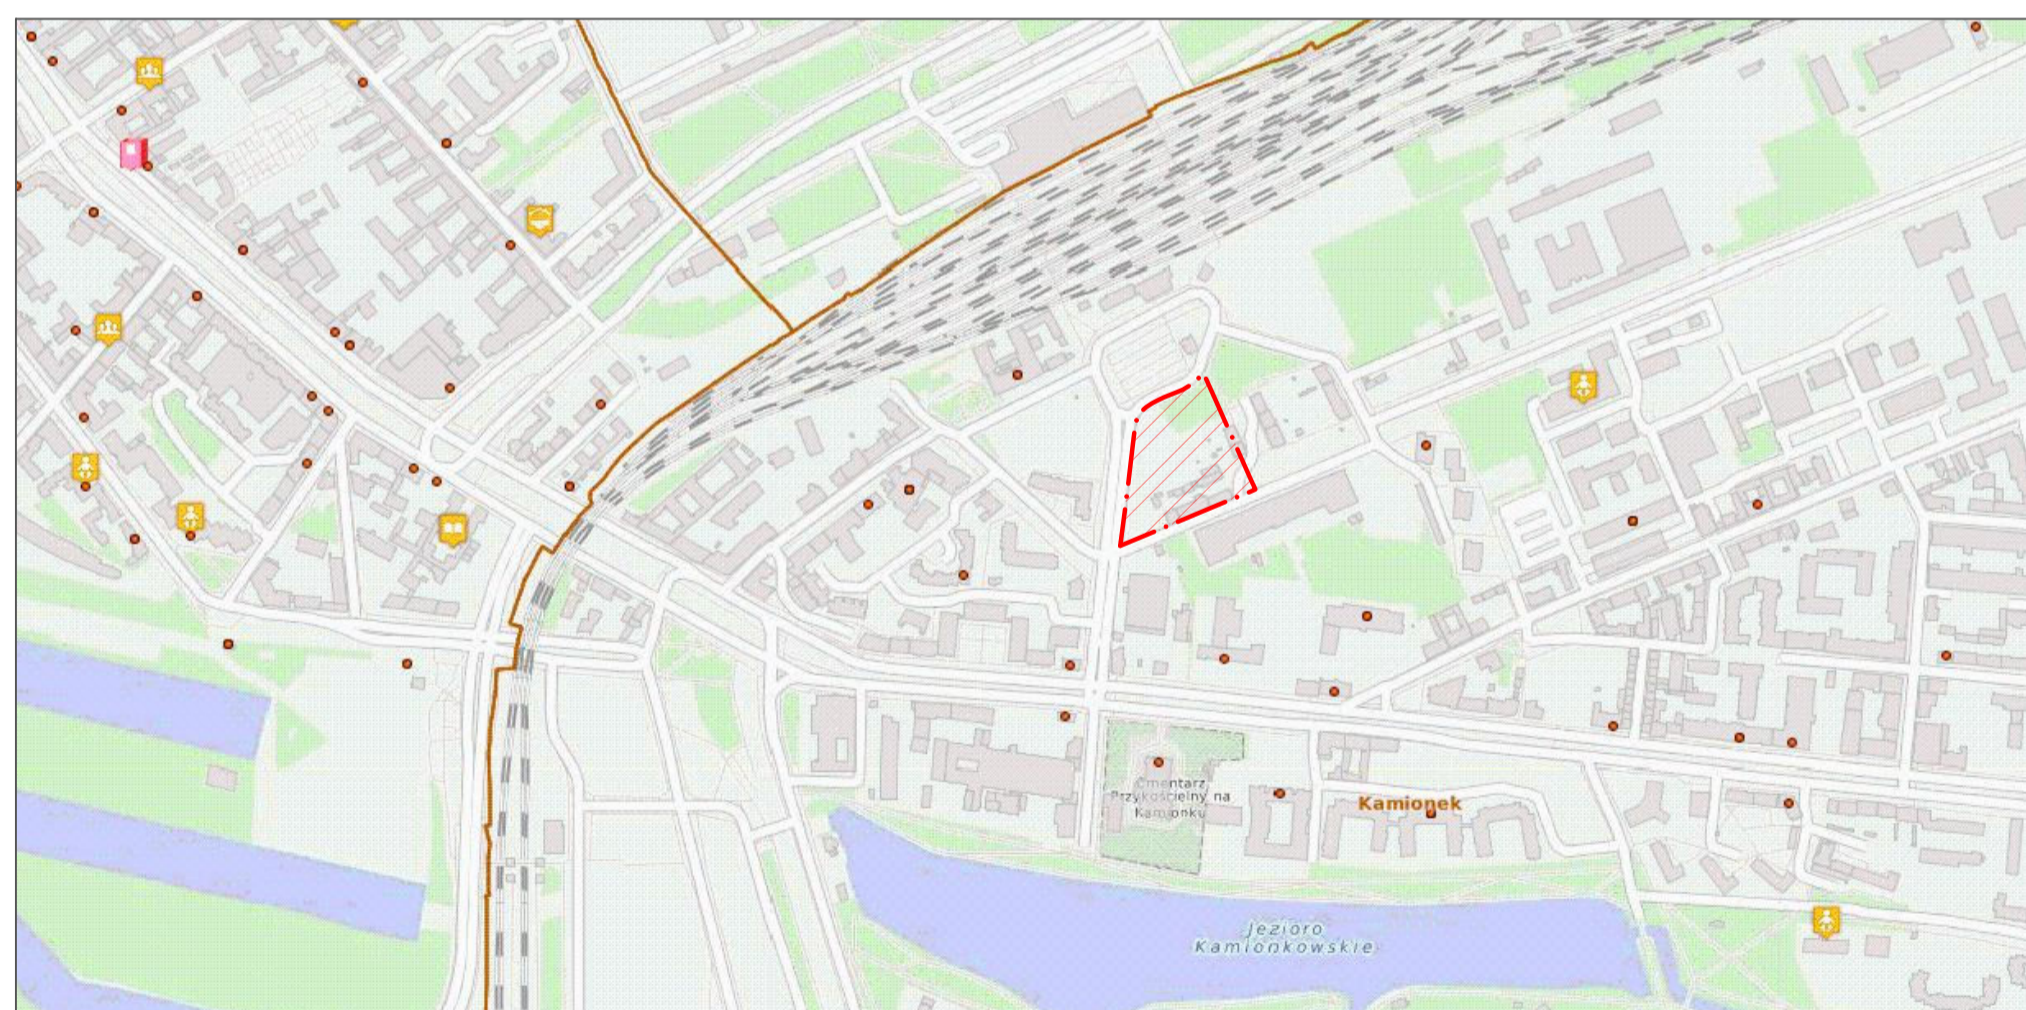 Cmentarz
Przykościelny na
Kamionku
Kamionek
Jezioro
Kamionkowskie